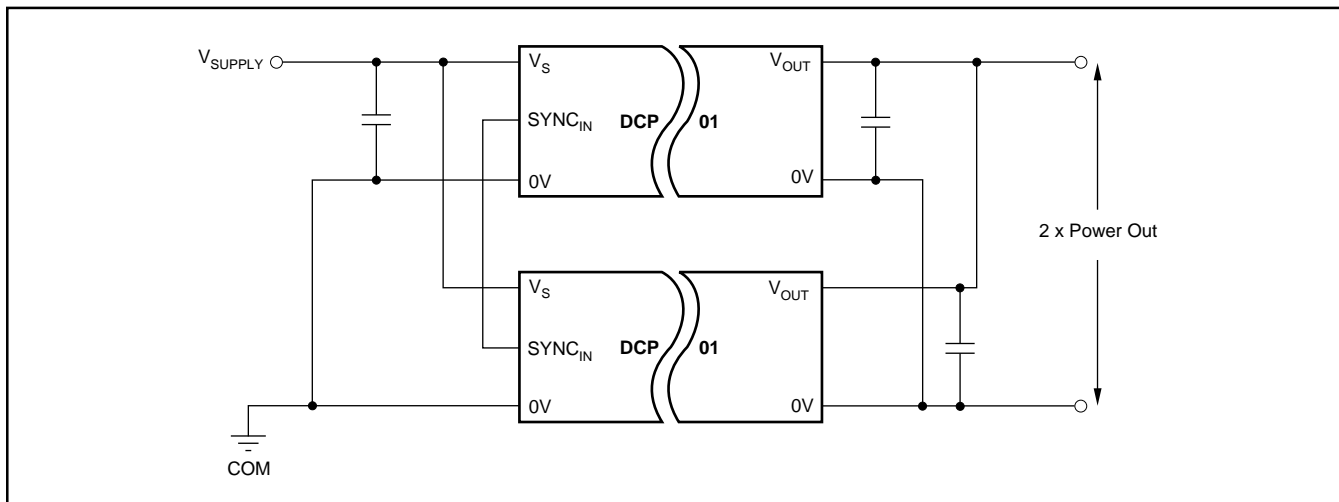 V_SUPPLY
V_S
V_OUT
SYNC_IN
DCP 01
0V
0V
2 x Power Out
V_S
V_OUT
SYNC_IN
DCP 01
0V
0V
COM